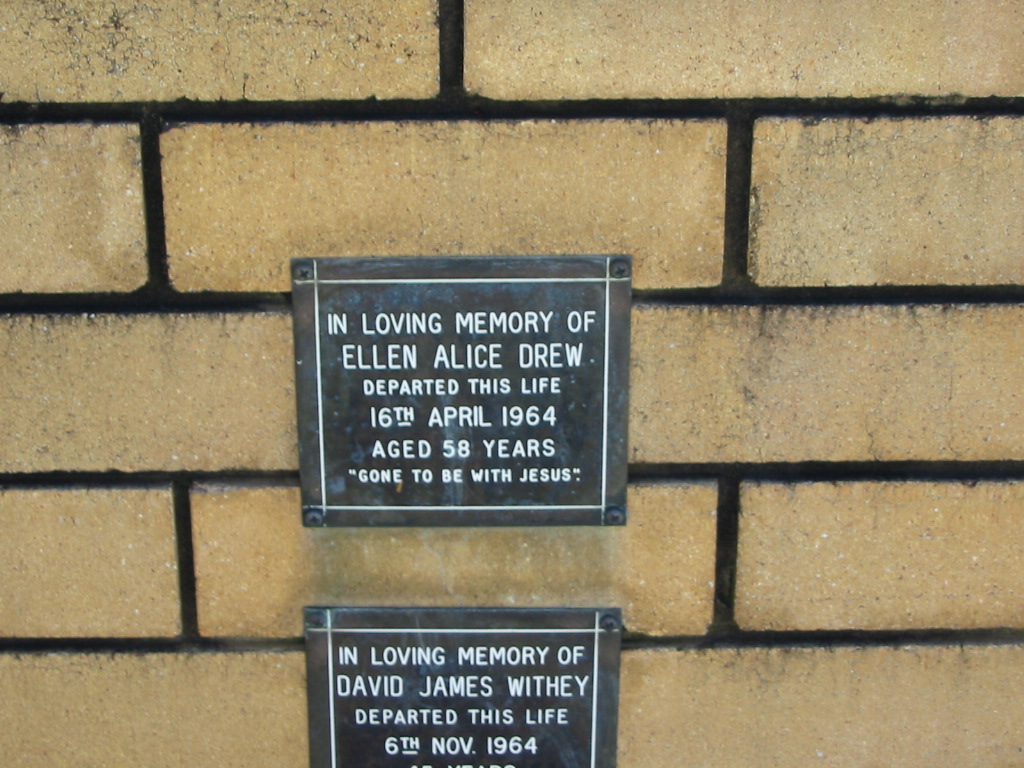 IN LOVING MEMORY OF
ELLEN ALICE DREW
DEPARTED THIS LIFE
16TH APRIL 1964
AGED 58 YEARS
"GONE TO BE WITH JESUS".
IN LOVING MEMORY OF
DAVID JAMES WITHEY
DEPARTED THIS LIFE
6TH NOV. 1964
YEARS